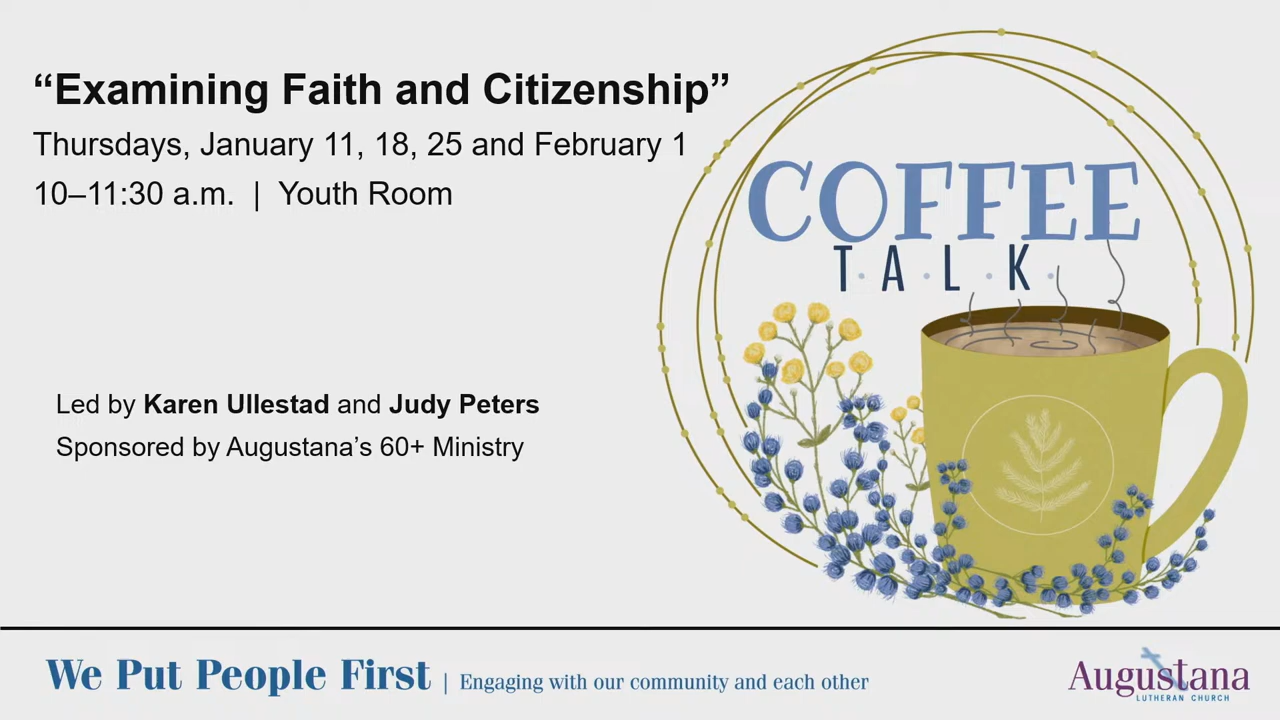 “Examining Faith and Citizenship”
Thursdays, January 11, 18, 25 and February 1
10–11:30 a.m. | Youth Room
COFFEE
T·A·L·K·
Led by Karen Ullestad and Judy Peters
Sponsored by Augustana’s 60+ Ministry
We Put People First | Engaging with our community and each other
Augustana
LUTHERAN CHURCH